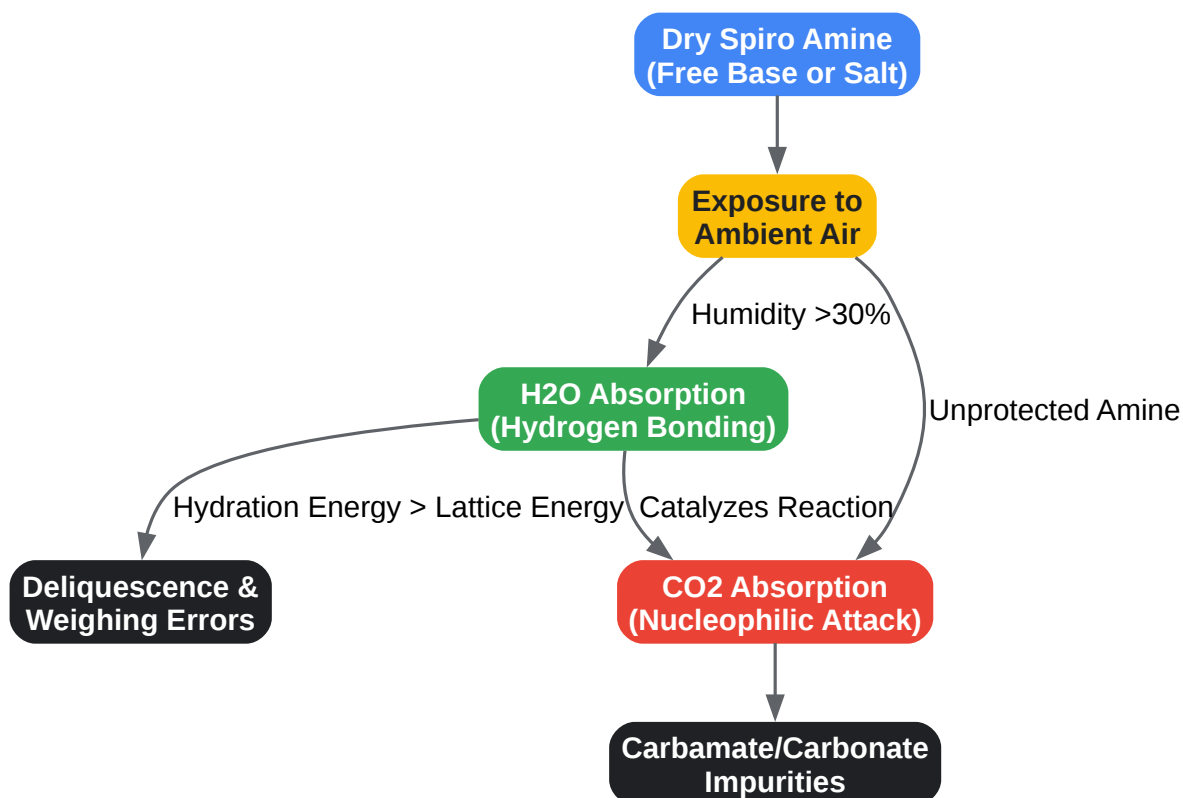 Dry Spiro Amine
(Free Base or Salt)
Exposure to
Ambient Air
Humidity >30%
H2O Absorption
(Hydrogen Bonding)
Unprotected Amine
Hydration Energy > Lattice Energy
Catalyzes Reaction
Deliquescence &
Weighing Errors
CO2 Absorption
(Nucleophilic Attack)
Carbamate/Carbonate
Impurities